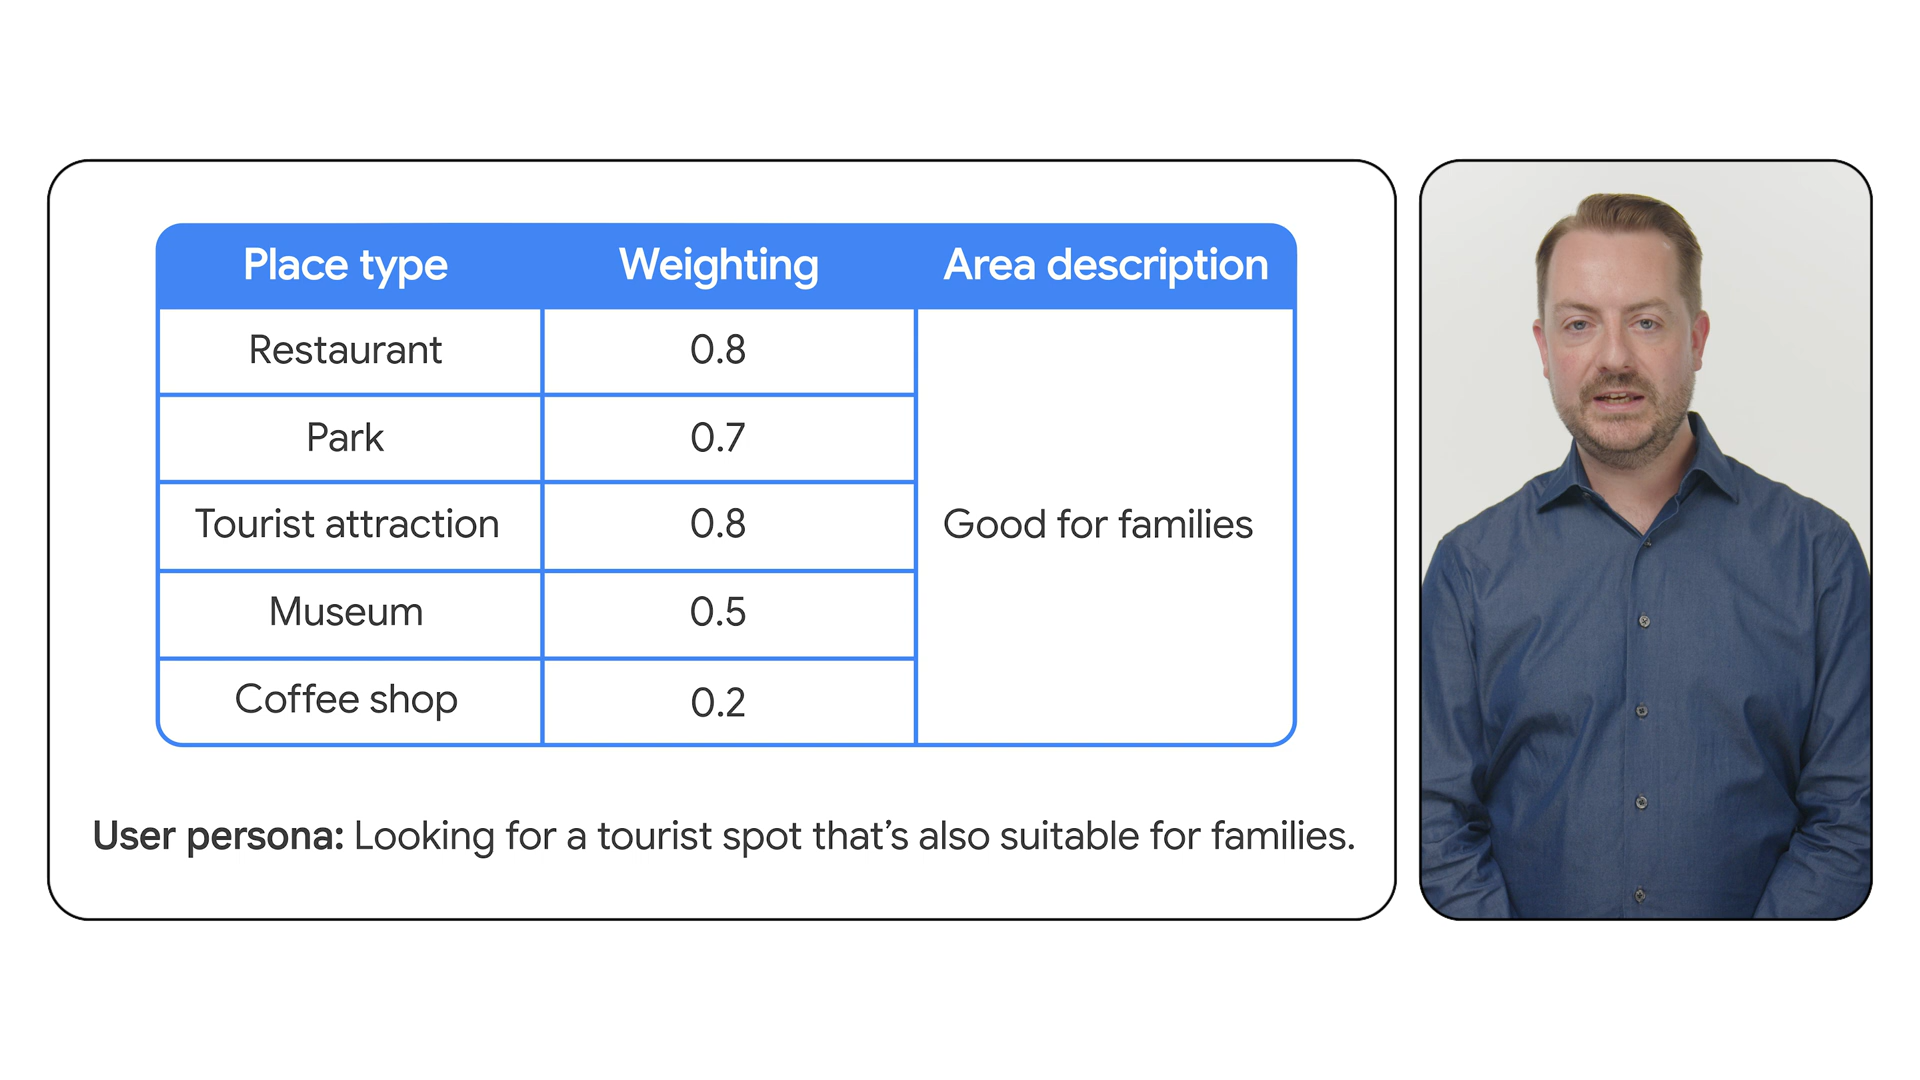 Place type Weighting Area description
Restaurant 0.8
Park 0.7
Tourist attraction 0.8 Good for families
Museum 0.5
Coffee shop 0.2
User persona: Looking for a tourist spot that’s also suitable for families.